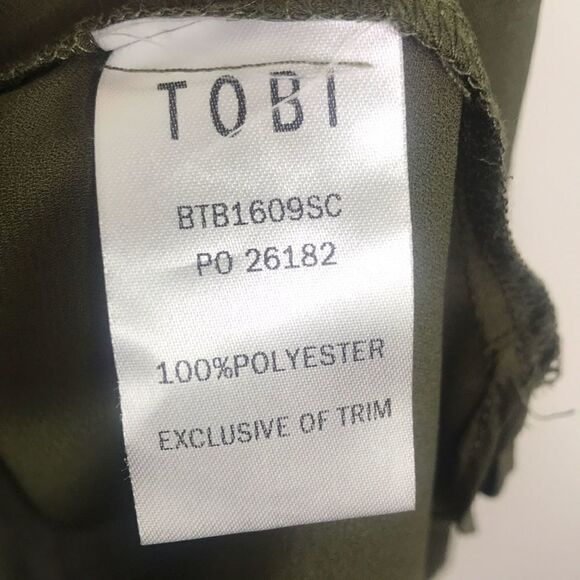 TOBI
BTB1609SC
PO 26182
100%POLYESTER
EXCLUSIVE OF TRIM